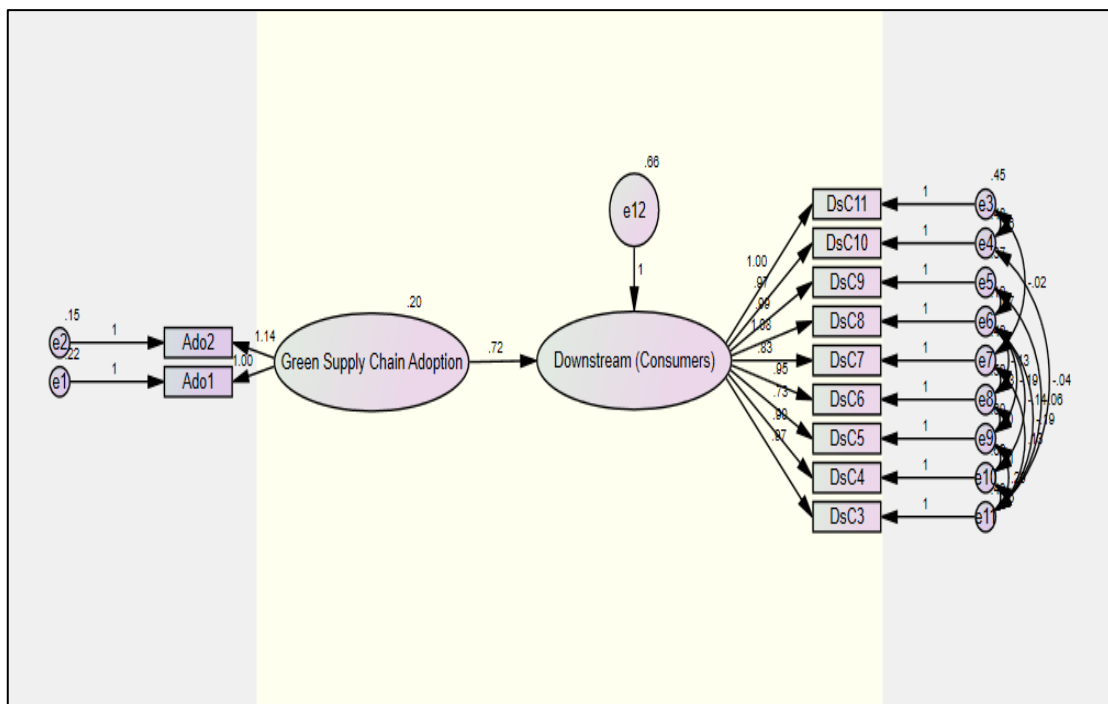 .66
e12
1
.20
Green Supply Chain Adoption
.72
Downstream (Consumers)
.15
e2
1
Ado2
1.14
.22
e1
1
Ado1
1.00
1.00
.97
.99
1.08
.83
.95
.73
.90
.97
DsC11
1
e3
.45
DsC10
1
e4
DsC9
1
e5
DsC8
1
e6
DsC7
1
e7
DsC6
1
e8
DsC5
1
e9
DsC4
1
e10
DsC3
1
e11
-.02
-.04
-.19
-.14
.06
-.19
.13